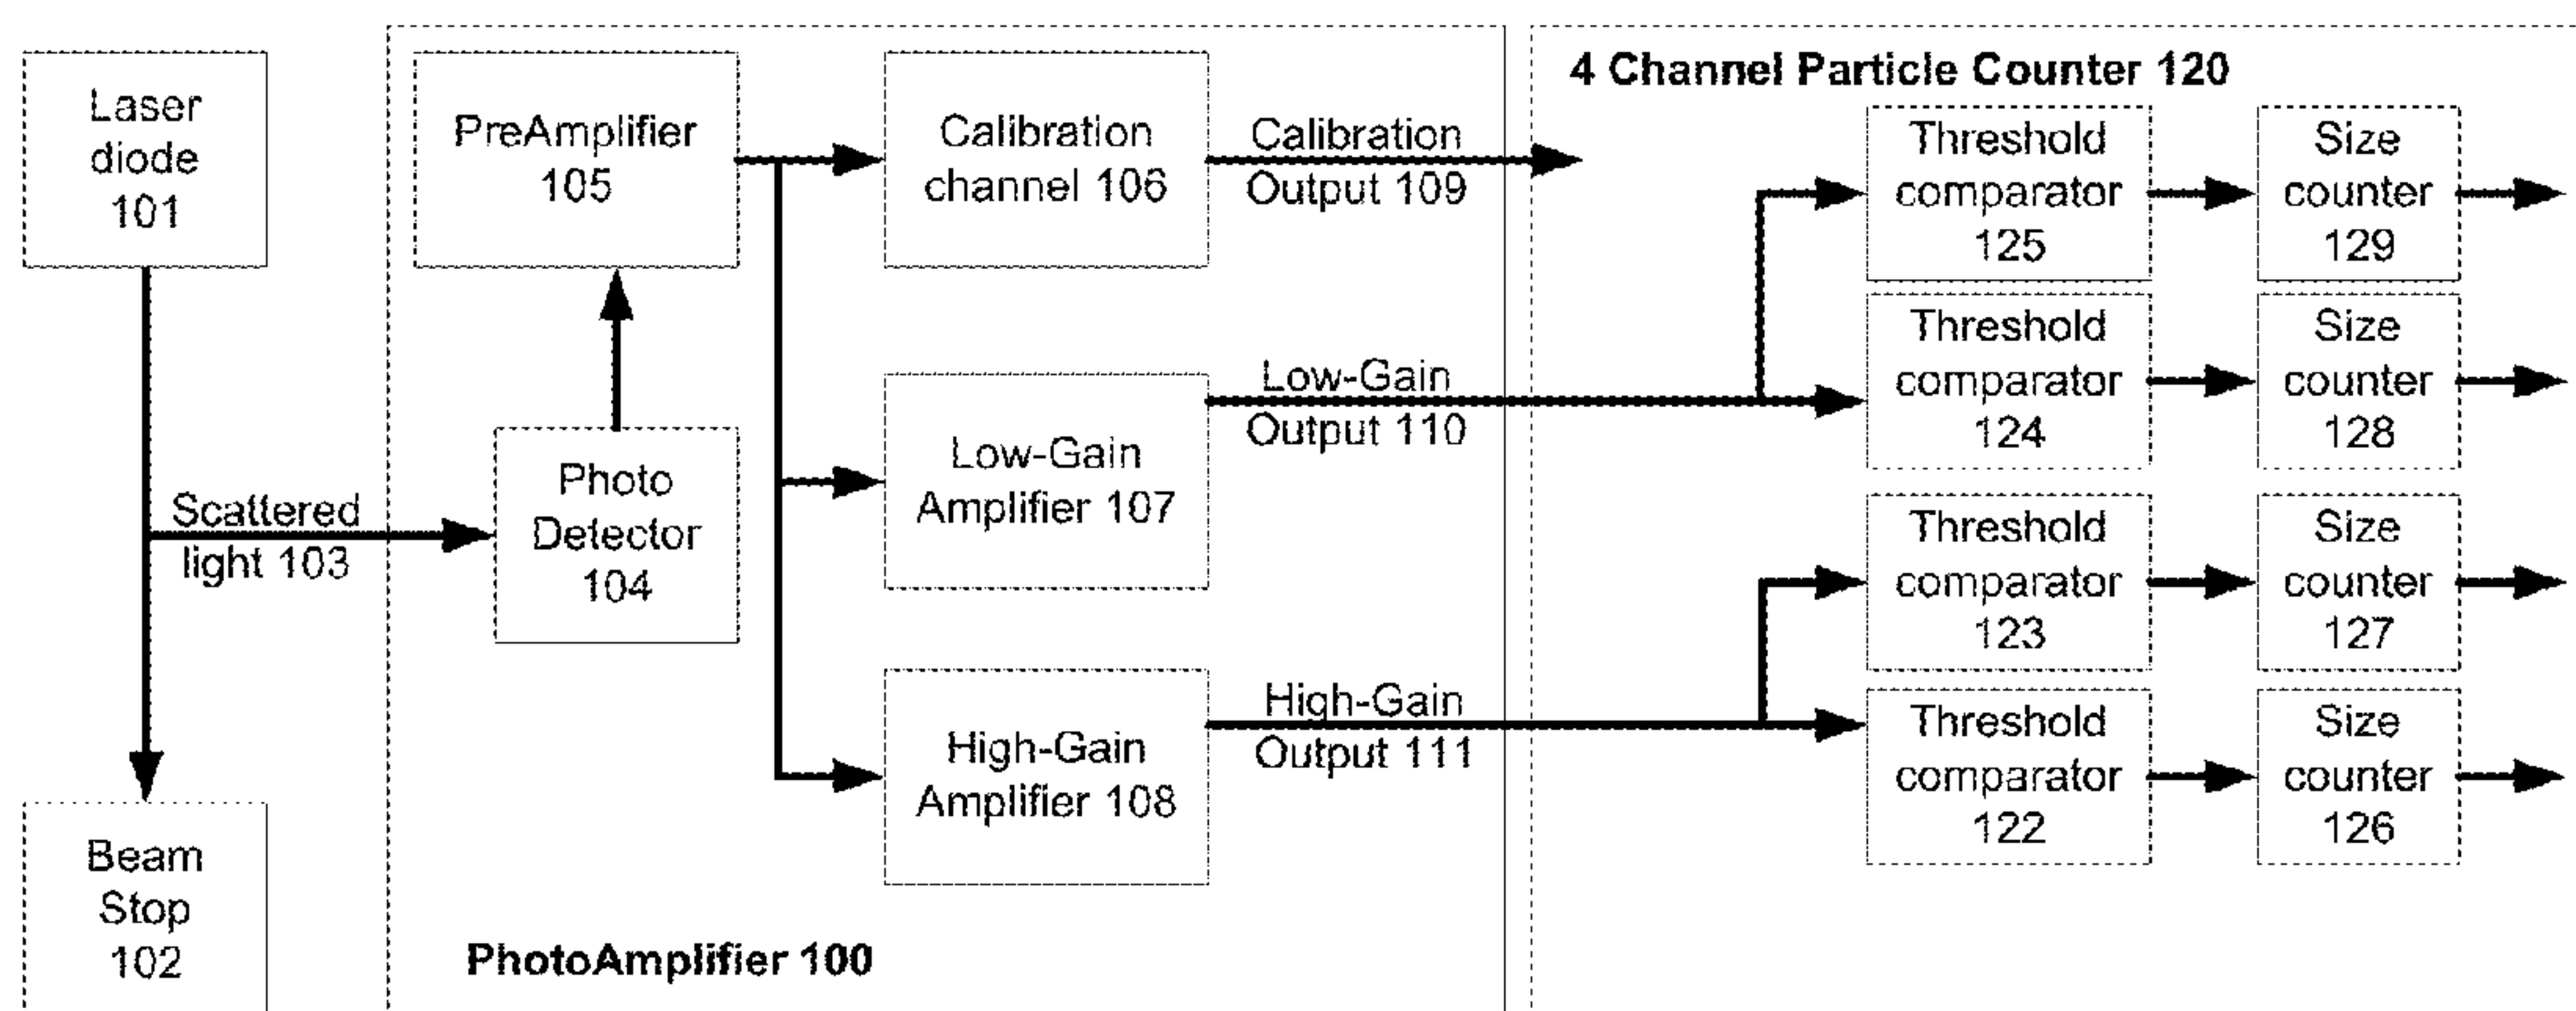 Laser
diode
101
Scattered
light 103
Beam
Stop
102
PreAmplifier
105
Photo
Detector
104
Calibration
channel 106
Low-Gain
Amplifier 107
High-Gain
Amplifier 108
PhotoAmplifier 100
Calibration
Output 109
Low-Gain
Output 110
High-Gain
Output 111
4 Channel Particle Counter 120
Threshold
comparator
125
Size
counter
129
Threshold
comparator
124
Size
counter
128
Threshold
comparator
123
Size
counter
127
Threshold
comparator
122
Size
counter
126